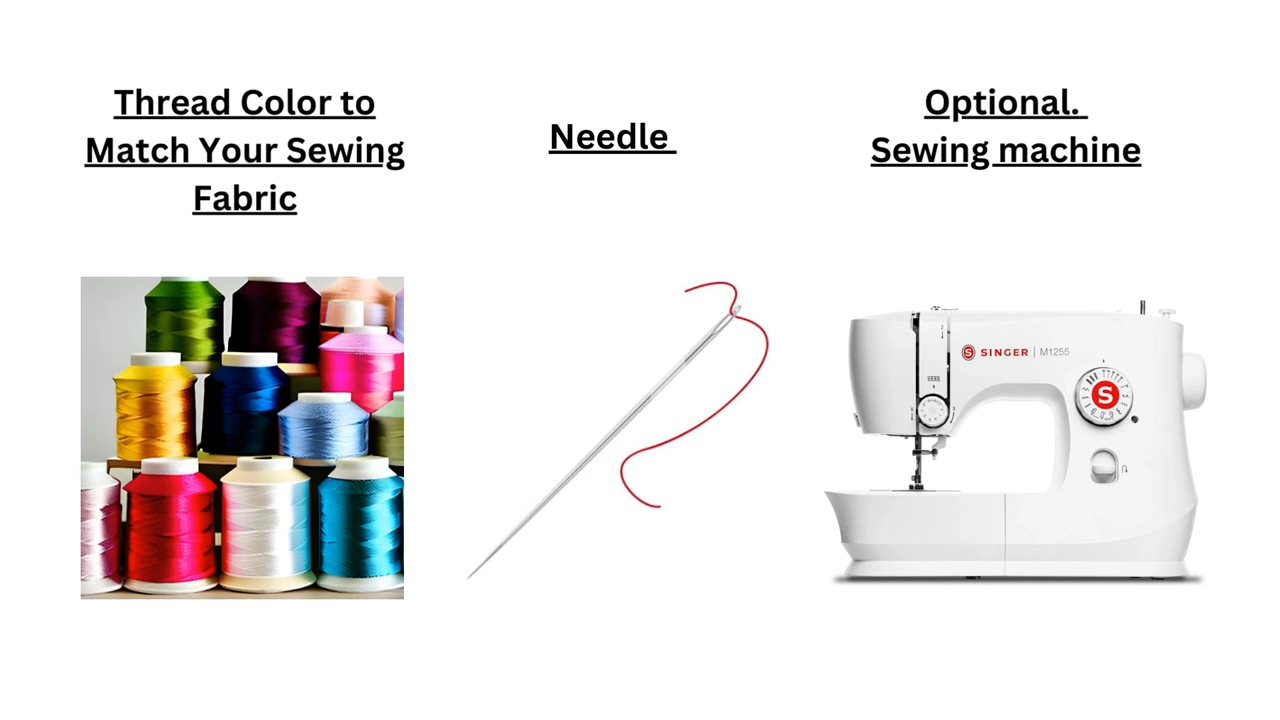 Thread Color to
Match Your Sewing
Fabric
Needle
Optional.
Sewing machine
S SINGER | M1255
S